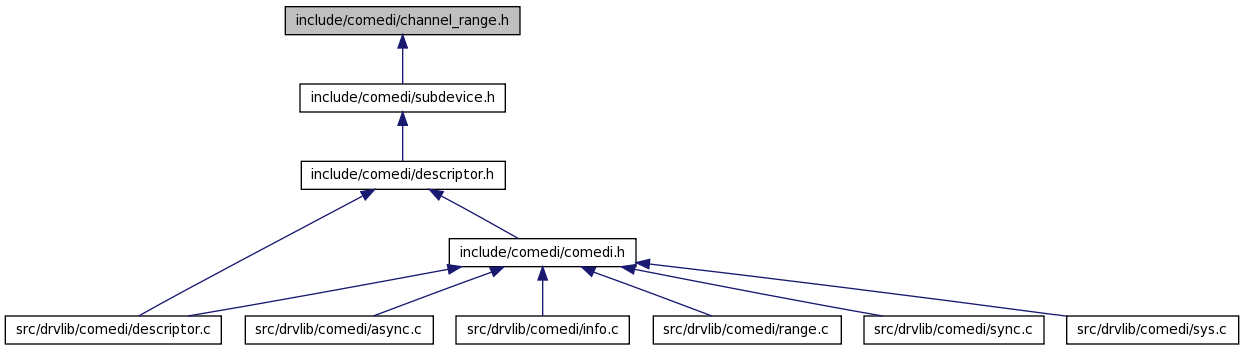 include/comedi/channel_range.h
include/comedi/subdevice.h
include/comedi/descriptor.h
include/comedi/comedi.h
src/drvlib/comedi/descriptor.c
src/drvlib/comedi/async.c
src/drvlib/comedi/info.c
src/drvlib/comedi/range.c
src/drvlib/comedi/sync.c
src/drvlib/comedi/sys.c